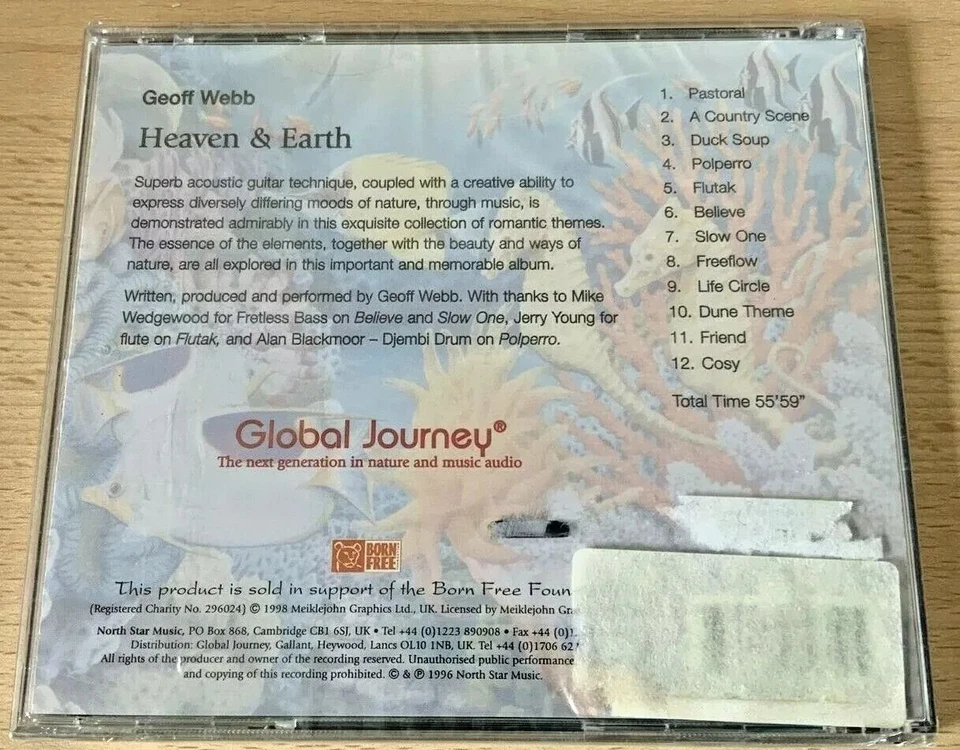 Geoff Webb
Heaven & Earth
Superb acoustic guitar technique, coupled with a creative ability to
express diversely differing moods of nature, through music, is
demonstrated admirably in this exquisite collection of romantic themes.
The essence of the elements, together with the beauty and ways of
nature, are all explored in this important and memorable album.
Written, produced and performed by Geoff Webb. With thanks to Mike
Wedgewood for Fretless Bass on Believe and Slow One, Jerry Young for
flute on Flutak, and Alan Blackmoor – Djembi Drum on Polperro.
1. Pastoral
2. A Country Scene
3. Duck Soup
4. Polperro
5. Flutak
6. Believe
7. Slow One
8. Freeflow
9. Life Circle
10. Dune Theme
11. Friend
12. Cosy
Total Time 55'59"
Global Journey®
The next generation in nature and music audio
BORN
FREE
This product is sold in support of the Born Free Foun
(Registered Charity No. 296024) © 1998 Meiklejohn Graphics Ltd., UK. Licensed by Meiklejohn Gra
North Star Music, PO Box 868, Cambridge CB1 6SJ, UK • Tel +44 (0)1223 890908 • Fax +44 (0)1
Distribution: Global Journey, Gallant, Heywood, Lancs OL10 1NB, UK. Tel +44 (0)1706 62
All rights of the producer and owner of the recording reserved. Unauthorised public performance
and copying of this recording prohibited. © & ℗ 1996 North Star Music.